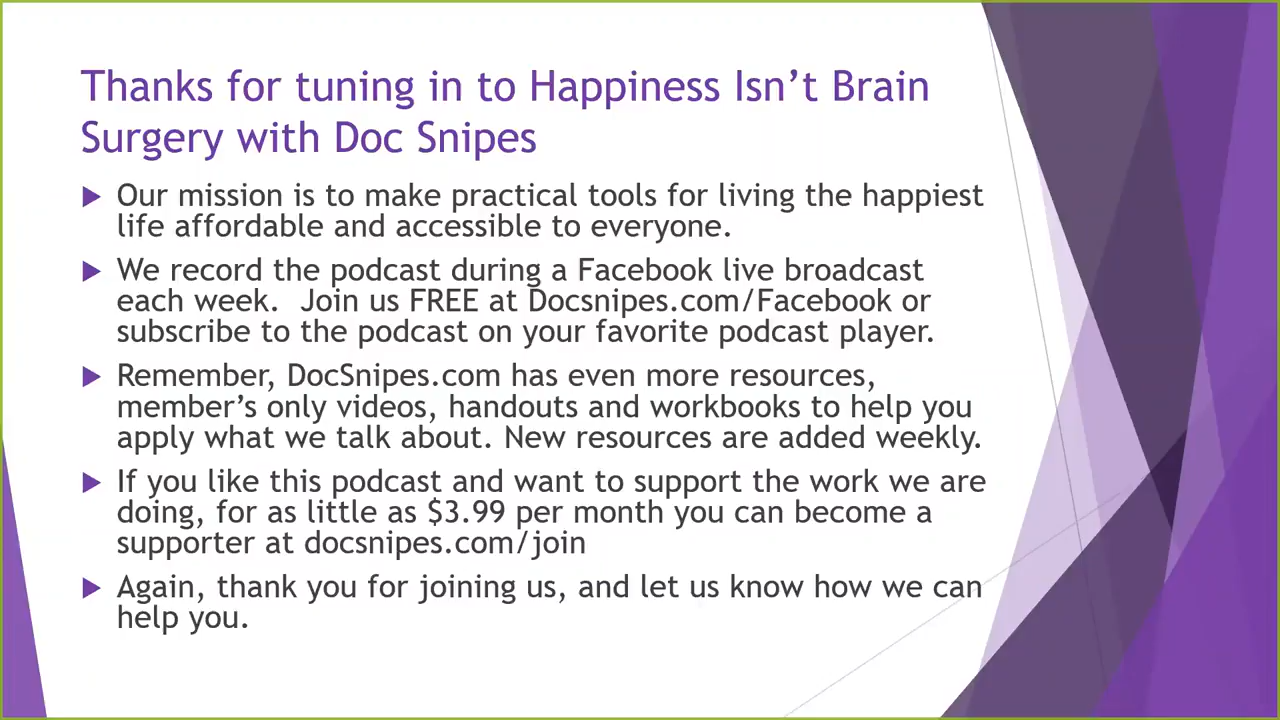 Thanks for tuning in to Happiness Isn’t Brain
Surgery with Doc Snipes
Our mission is to make practical tools for living the happiest
life affordable and accessible to everyone.
We record the podcast during a Facebook live broadcast
each week.  Join us FREE at Docsnipes.com/Facebook or
subscribe to the podcast on your favorite podcast player.
Remember, DocSnipes.com has even more resources,
member’s only videos, handouts and workbooks to help you
apply what we talk about. New resources are added weekly.
If you like this podcast and want to support the work we are
doing, for as little as $3.99 per month you can become a
supporter at docsnipes.com/join
Again, thank you for joining us, and let us know how we can
help you.